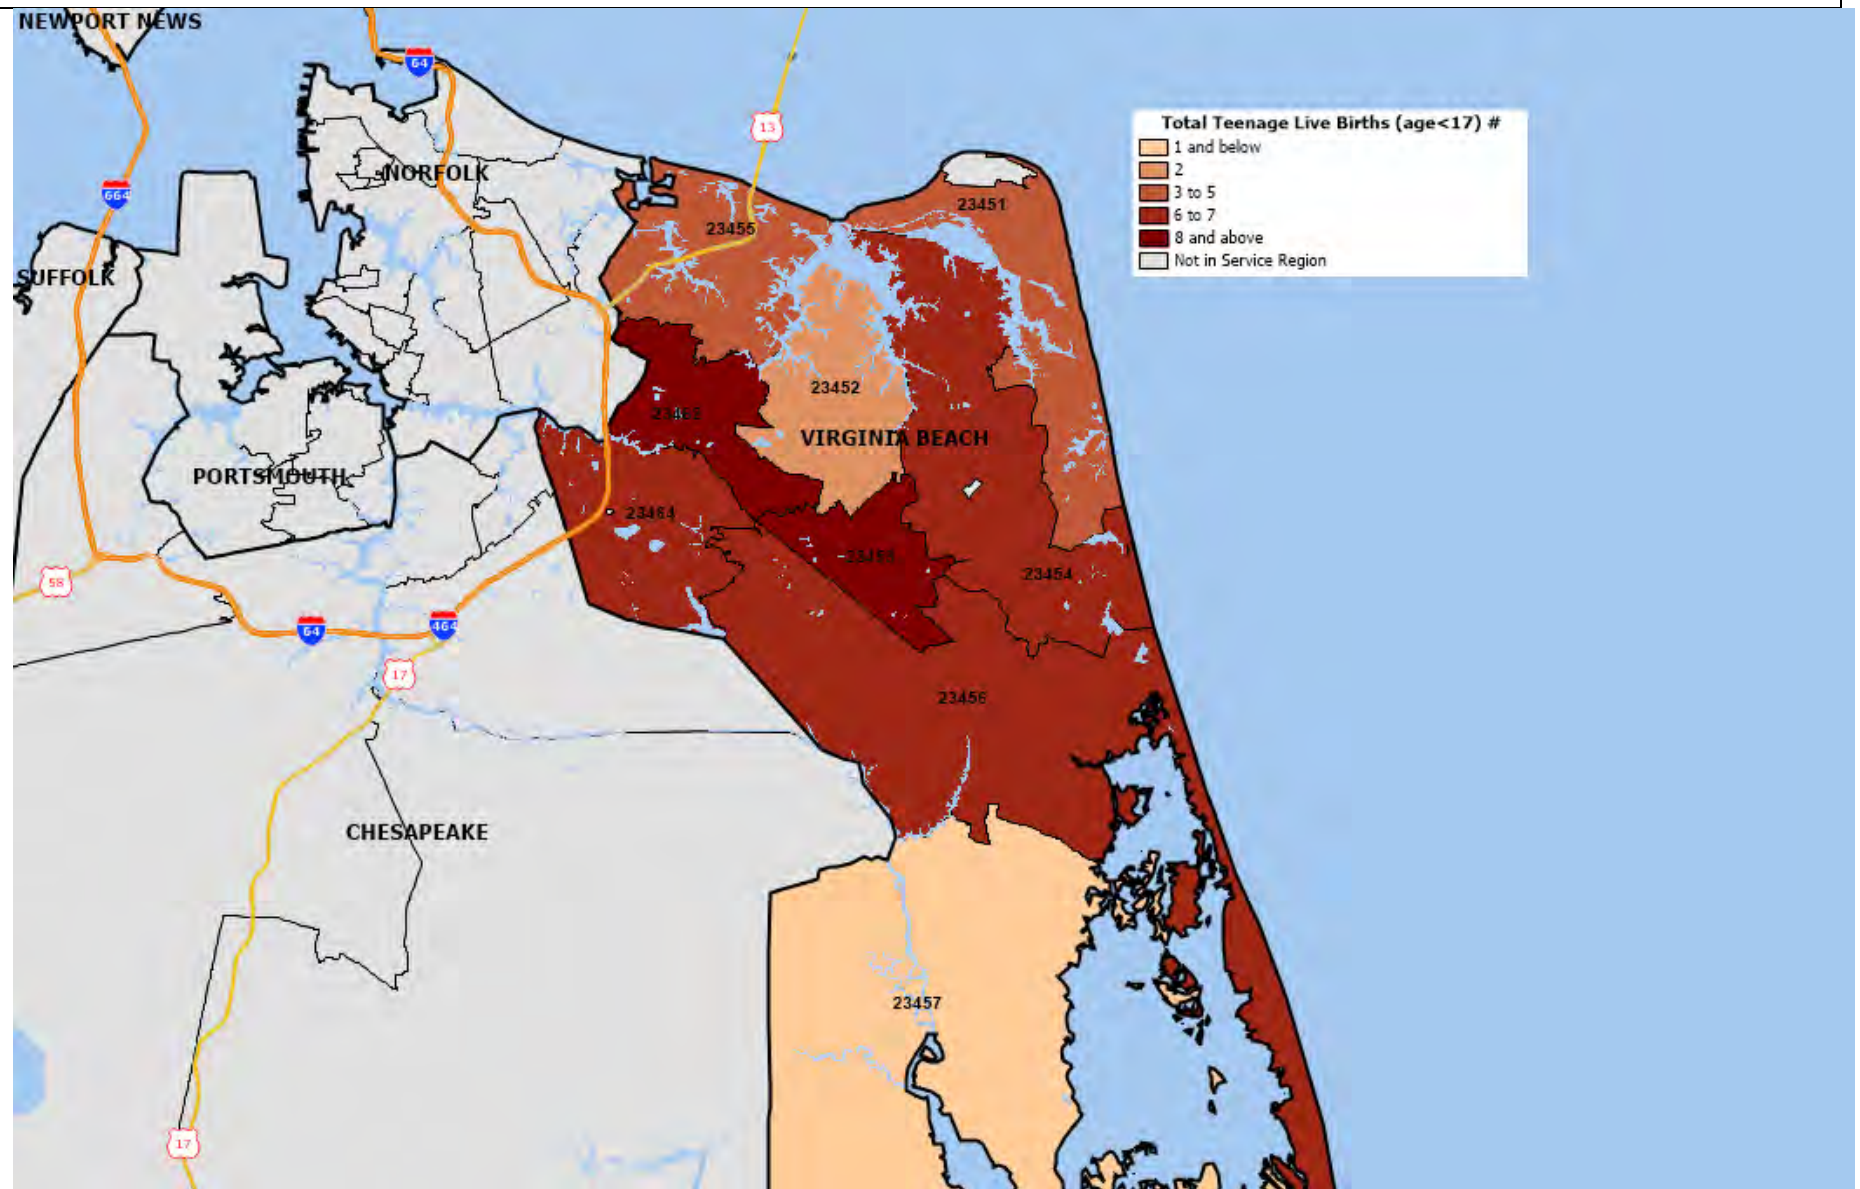 NEWPORT NEWS
64
13
Total Teenage Live Births (age<17) #
1 and below
2
3 to 5
6 to 7
8 and above
Not in Service Region
NORFOLK
664
23451
23455
SUFFOLK
23452
VIRGINIA BEACH
PORTSMOUTH
23464
58
23454
64
464
17
23456
CHESAPEAKE
23457
17